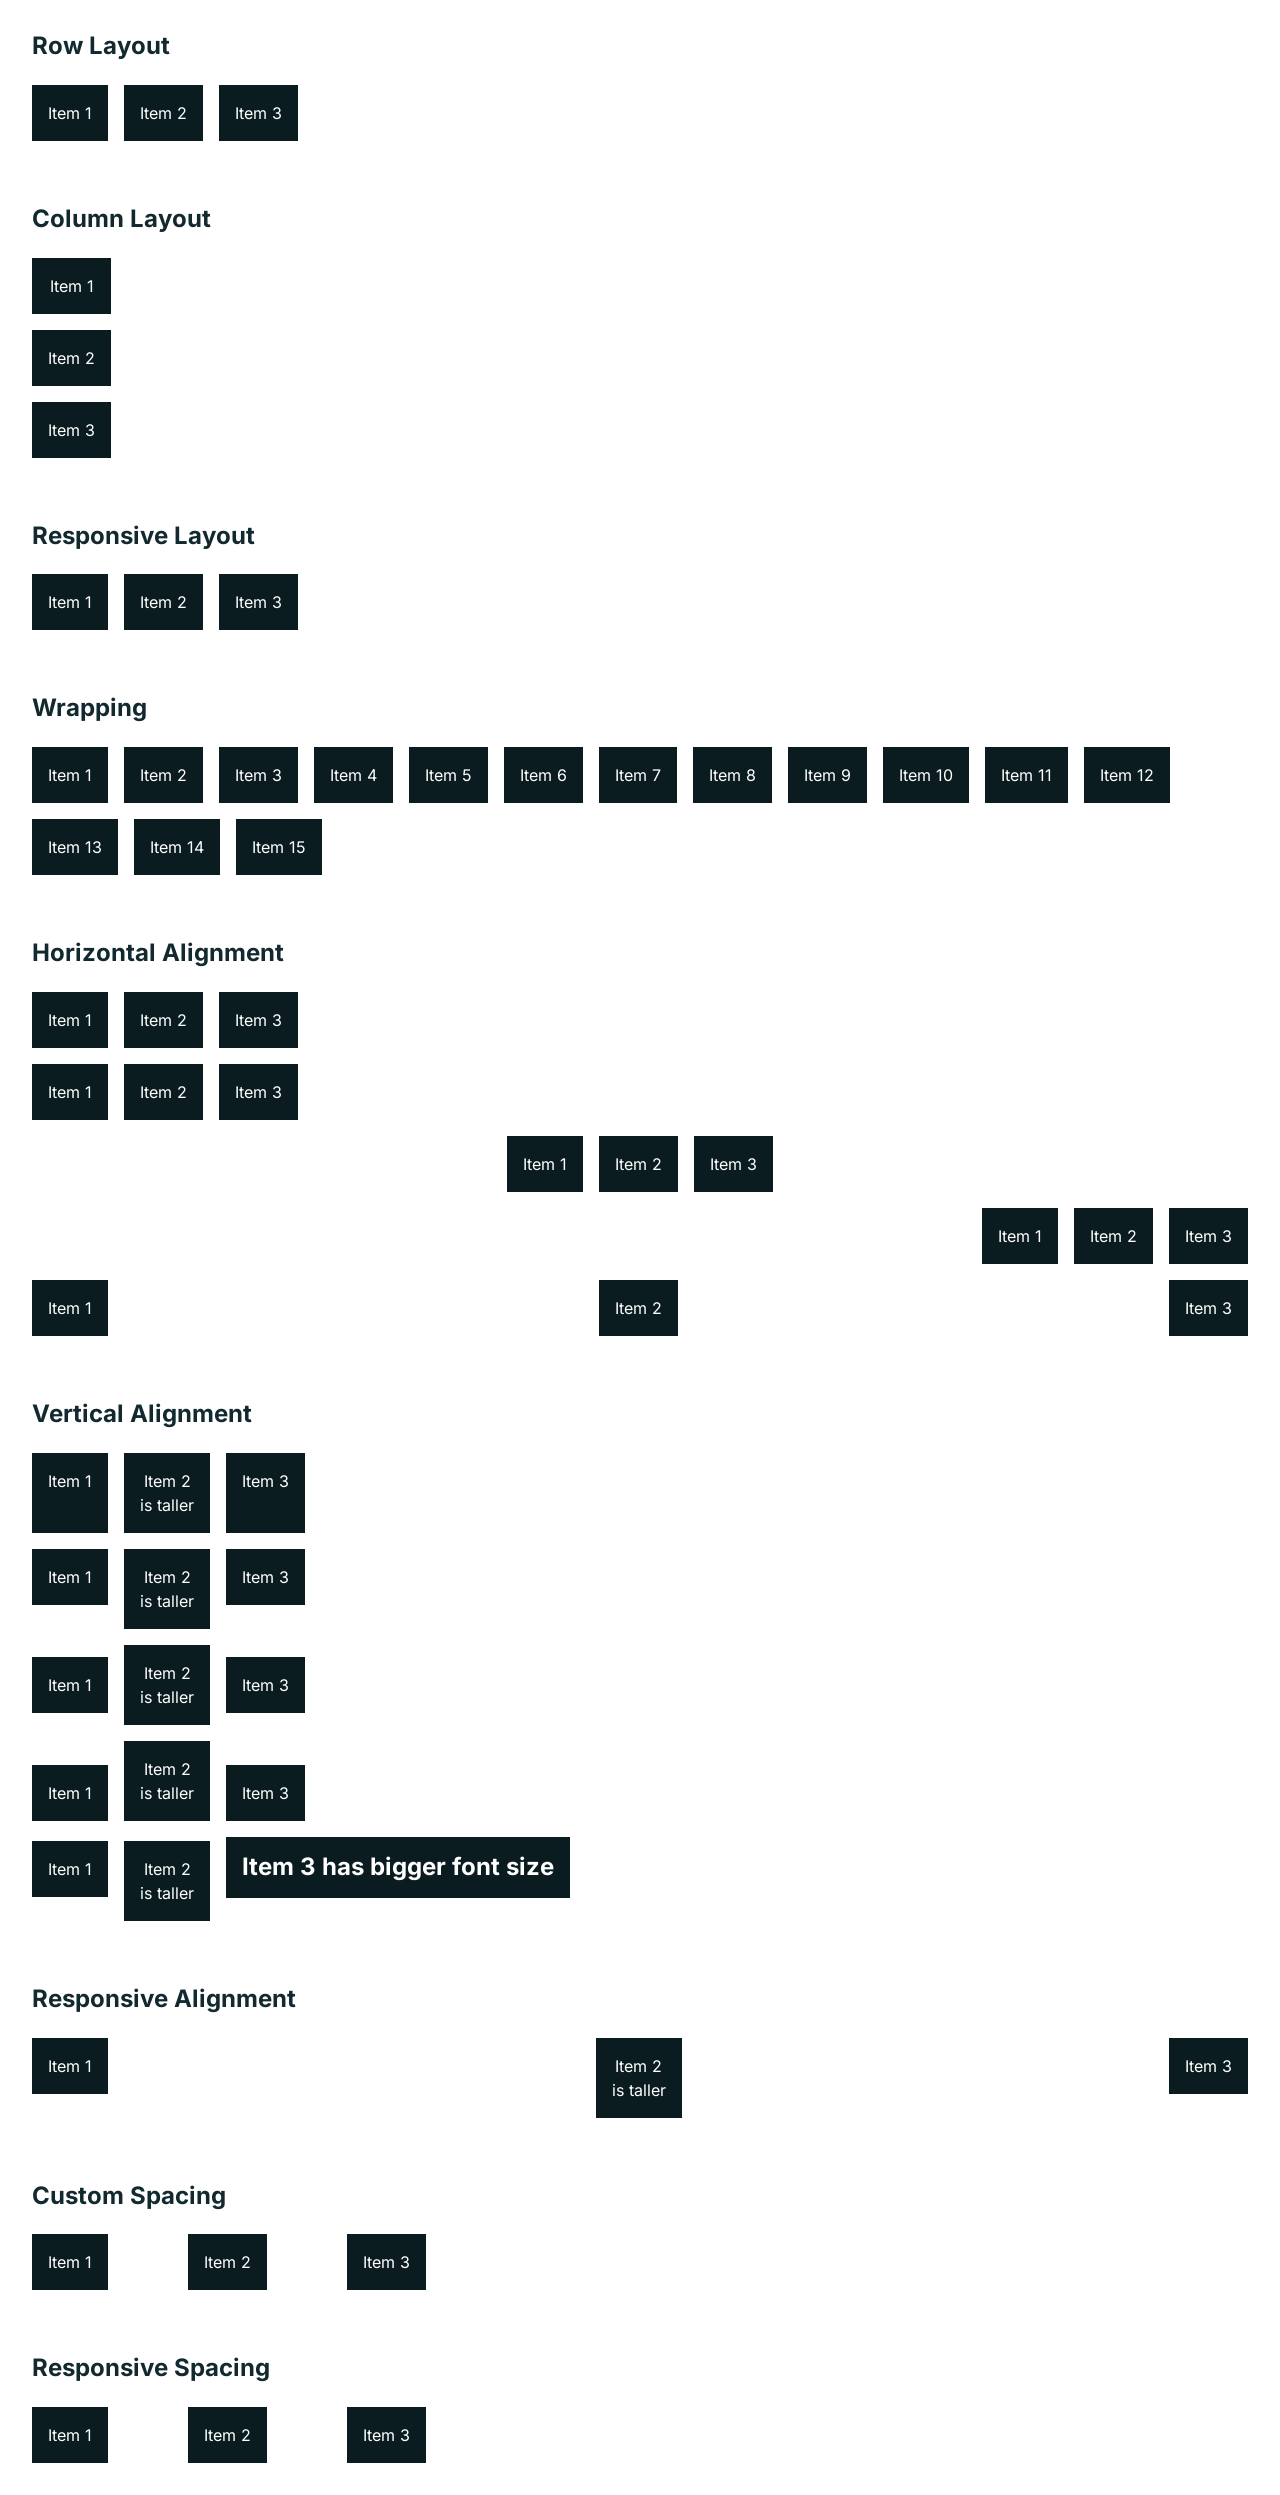 Row Layout
Item 1 Item 2 Item 3
Column Layout
Item 1
Item 2
Item 3
Responsive Layout
Item 1 Item 2 Item 3
Wrapping
Item 1 Item 2 Item 3 Item 4 Item 5 Item 6 Item 7 Item 8 Item 9 Item 10 Item 11 Item 12
Item 13 Item 14 Item 15
Horizontal Alignment
Item 1 Item 2 Item 3
Item 1 Item 2 Item 3
Item 1 Item 2 Item 3
Item 1 Item 2 Item 3
Item 1 Item 2 Item 3
Vertical Alignment
Item 1 Item 2 Item 3
is taller
Item 1 Item 2 Item 3
is taller
Item 2
Item 1 is taller Item 3
Item 2
Item 1 is taller Item 3
Item 1 Item 2 Item 3 has bigger font size
is taller
Responsive Alignment
Item 1 Item 2 Item 3
is taller
Custom Spacing
Item 1 Item 2 Item 3
Responsive Spacing
Item 1 Item 2 Item 3